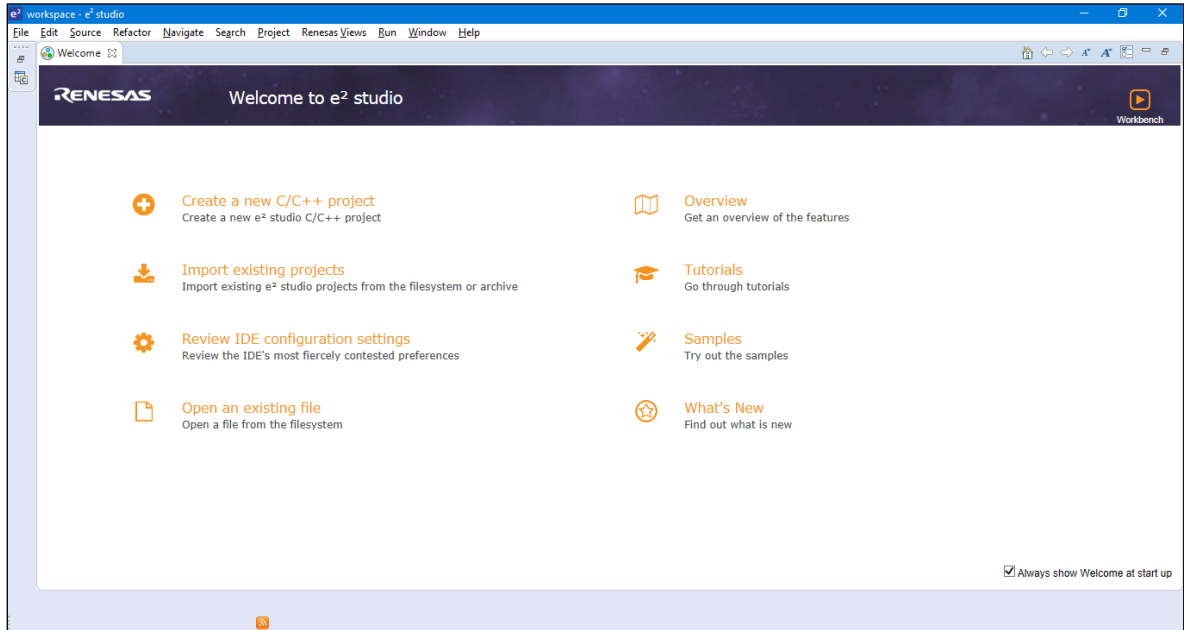 workspace - e² studio
File Edit Source Refactor Navigate Search Project Renesas Views Run Window Help
Welcome
RENESAS
Welcome to e² studio
Workbench
Create a new C/C++ project
Create a new e² studio C/C++ project
Overview
Get an overview of the features
Import existing projects
Import existing e² studio projects from the filesystem or archive
Tutorials
Go through tutorials
Review IDE configuration settings
Review the IDE's most fiercely contested preferences
Samples
Try out the samples
Open an existing file
Open a file from the filesystem
What's New
Find out what is new
Always show Welcome at start up